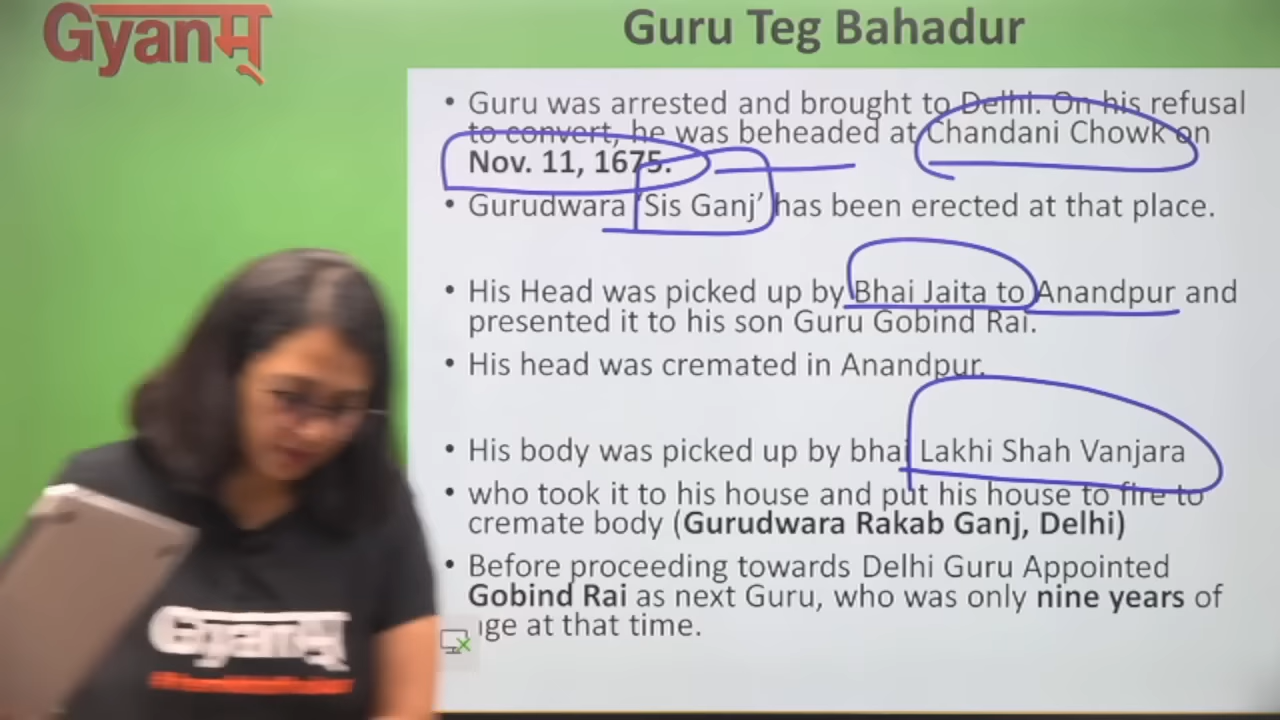 Gyanम्
Guru Teg Bahadur
• Guru was arrested and brought to Delhi. On his refusal
to convert, he was beheaded at Chandani Chowk on
Nov. 11, 1675.
• Gurudwara ‘Sis Ganj’ has been erected at that place.
• His Head was picked up by Bhai Jaita to Anandpur and
presented it to his son Guru Gobind Rai.
• His head was cremated in Anandpur.
• His body was picked up by bhai Lakhi Shah Vanjara
• who took it to his house and put his house to fire to
cremate body (Gurudwara Rakab Ganj, Delhi)
• Before proceeding towards Delhi Guru Appointed
Gobind Rai as next Guru, who was only nine years of
age at that time.
Gyanम्